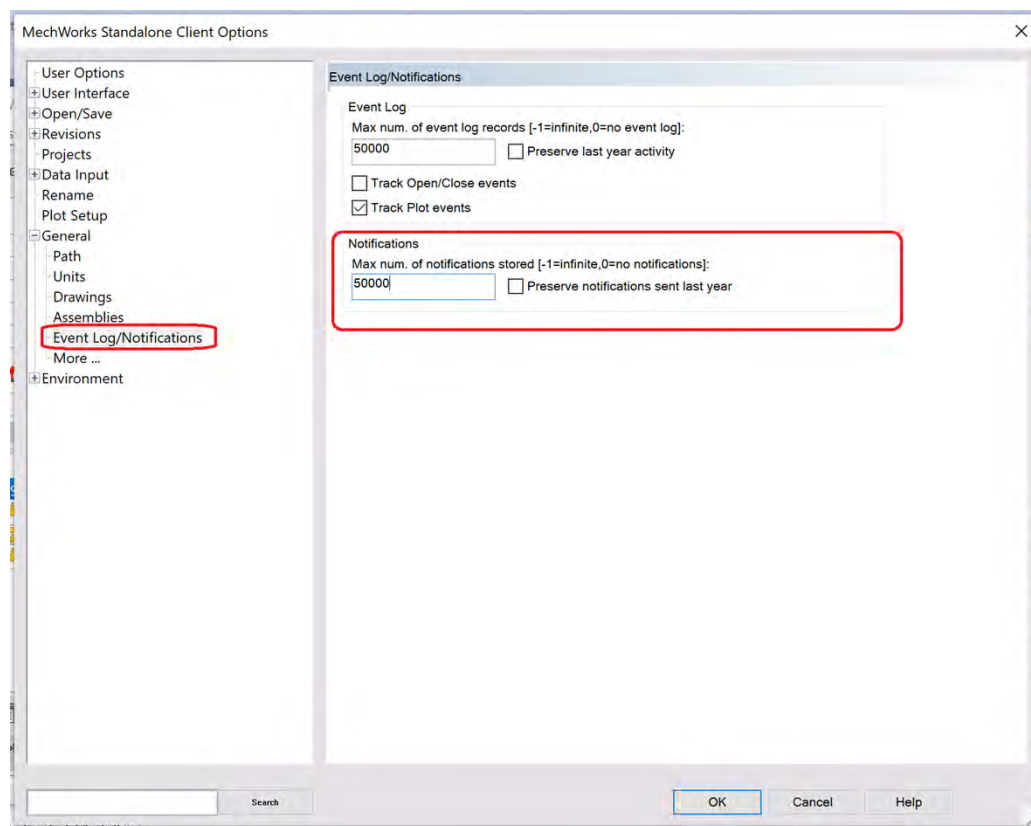 MechWorks Standalone Client Options
User Options
User Interface
Open/Save
Revisions
Projects
Data Input
Rename
Plot Setup
General
Path
Units
Drawings
Assemblies
Event Log/Notifications
More ...
Environment
Event Log/Notifications
Event Log
Max num. of event log records [-1=infinite,0=no event log]:
50000
Preserve last year activity
Track Open/Close events
Track Plot events
Notifications
Max num. of notifications stored [-1=infinite,0=no notifications]:
50000
Preserve notifications sent last year
Search
OK Cancel Help